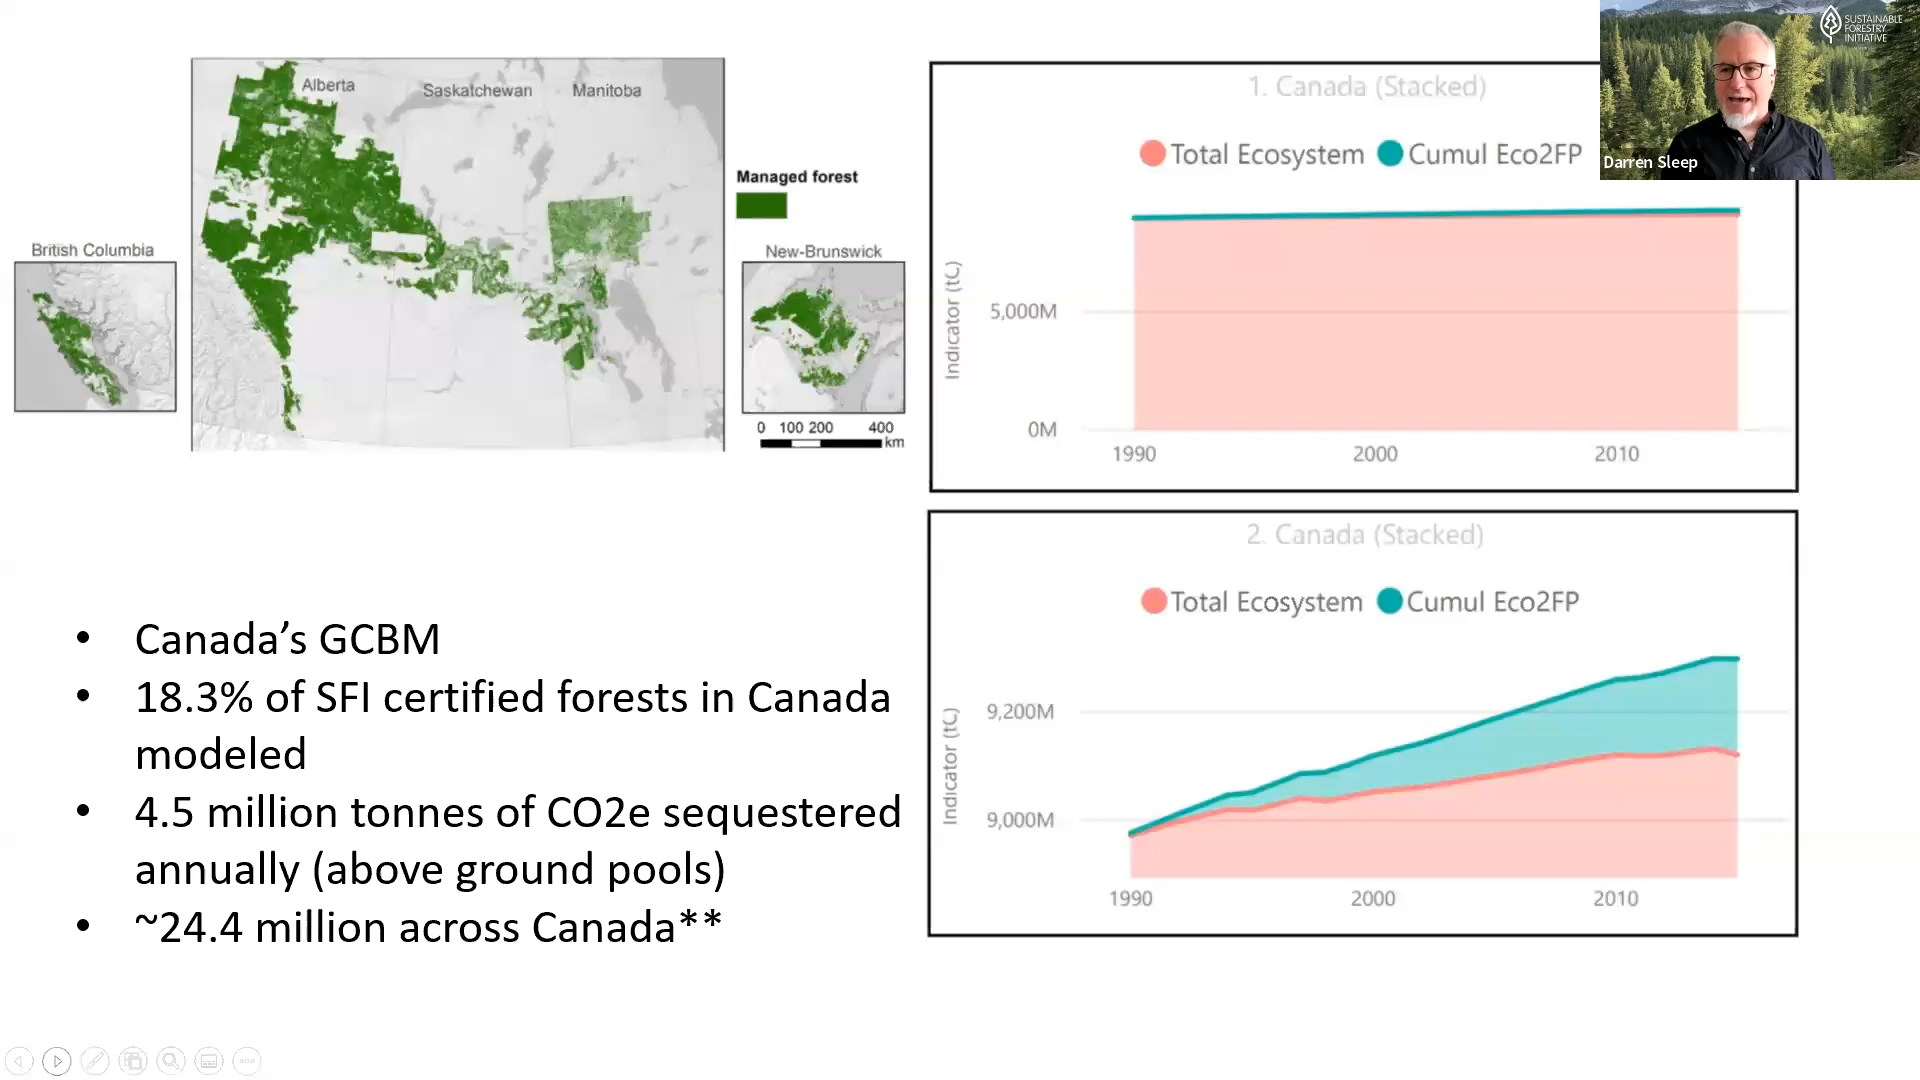 Alberta
Saskatchewan
Manitoba
Managed forest
British Columbia
New-Brunswick
0 100 200 400
km
1. Canada (Stacked)
Total Ecosystem Cumul Eco2FP
Indicator (tC)
5,000M
0M
1990 2000 2010
2. Canada (Stacked)
Total Ecosystem Cumul Eco2FP
Indicator (tC)
9,200M
9,000M
1990 2000 2010
• Canada’s GCBM
• 18.3% of SFI certified forests in Canada
modeled
• 4.5 million tonnes of CO2e sequestered
annually (above ground pools)
• ~24.4 million across Canada**
SUSTAINABLE
FORESTRY
INITIATIVE
Darren Sleep